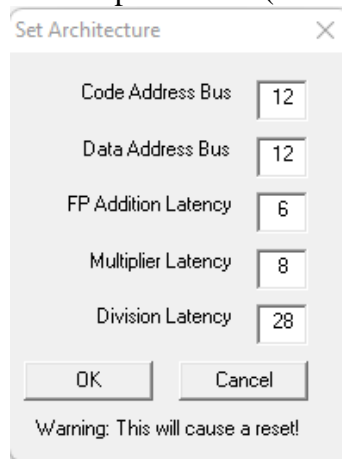 Set Architecture
Code Address Bus 12
Data Address Bus 12
FP Addition Latency 6
Multiplier Latency 8
Division Latency 28
OK Cancel
Warning: This will cause a reset!